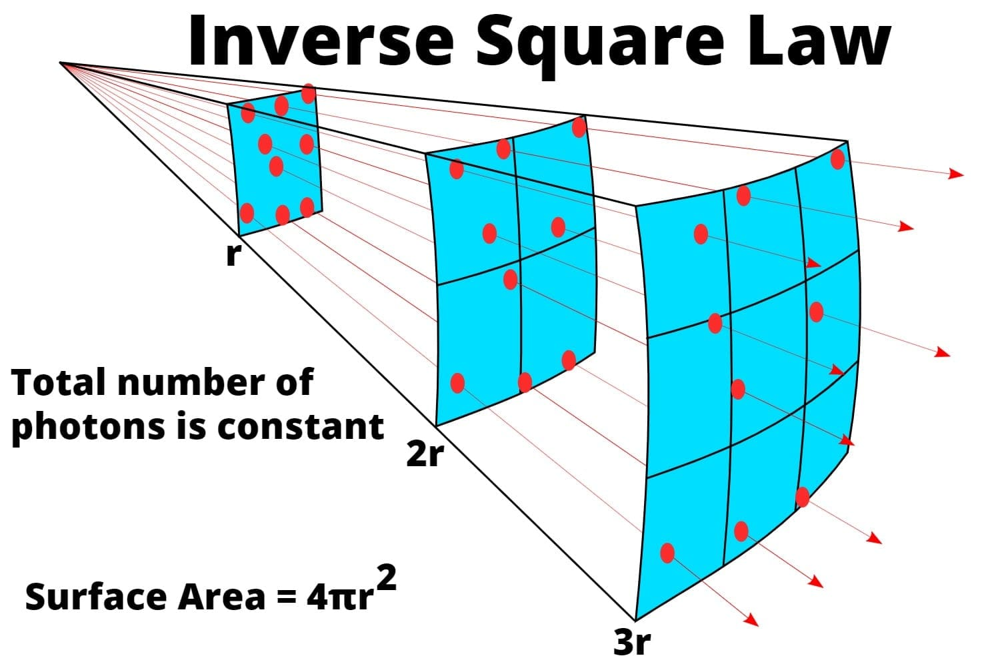 Inverse Square Law
r
Total number of
photons is constant
2r
Surface Area = 4πr²
3r